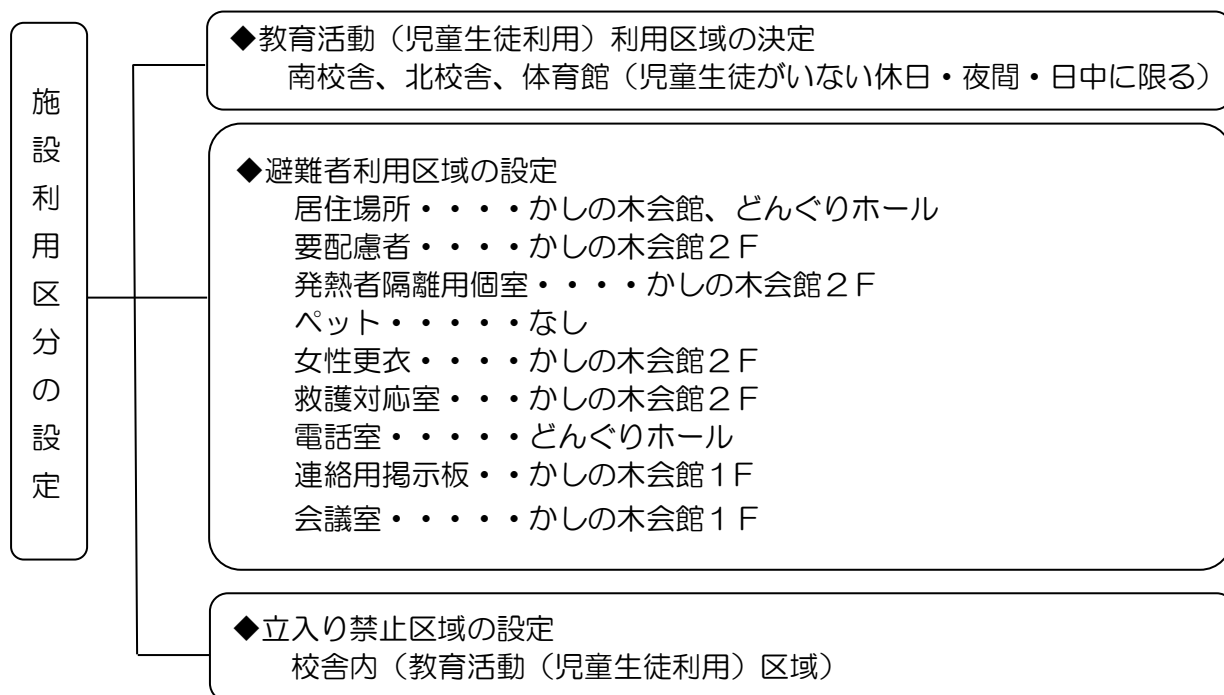 施設利用区分の設定
◆教育活動（児童生徒利用）利用区域の決定
南校舎、北校舎、体育館（児童生徒がいない休日・夜間・日中に限る）
◆避難者利用区域の設定
居住場所・・・・かしの木会館、どんぐりホール
要配慮者・・・・かしの木会館２Ｆ
発熱者隔離用個室・・・・かしの木会館２Ｆ
ペット・・・・・なし
女性更衣・・・・かしの木会館２Ｆ
救護対応室・・・かしの木会館２Ｆ
電話室・・・・・どんぐりホール
連絡用掲示板・・かしの木会館１Ｆ
会議室・・・・・かしの木会館１Ｆ
◆立入り禁止区域の設定
校舎内（教育活動（児童生徒利用）区域）